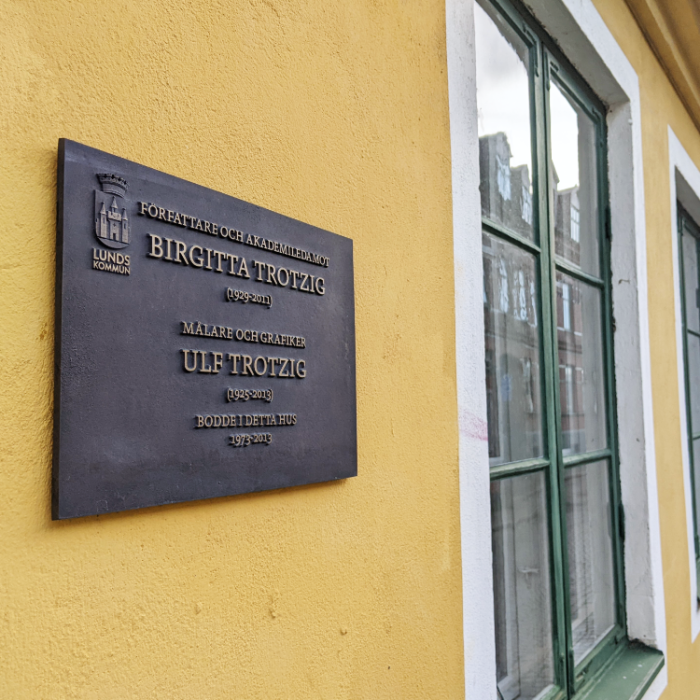 LUNDS
KOMMUN
FÖRFATTARE OCH AKADEMILEDAMOT
BIRGITTA TROTZIG
(1929-2011)
MÅLARE OCH GRAFIKER
ULF TROTZIG
(1925-2013)
BODDE I DETTA HUS
1973-2013